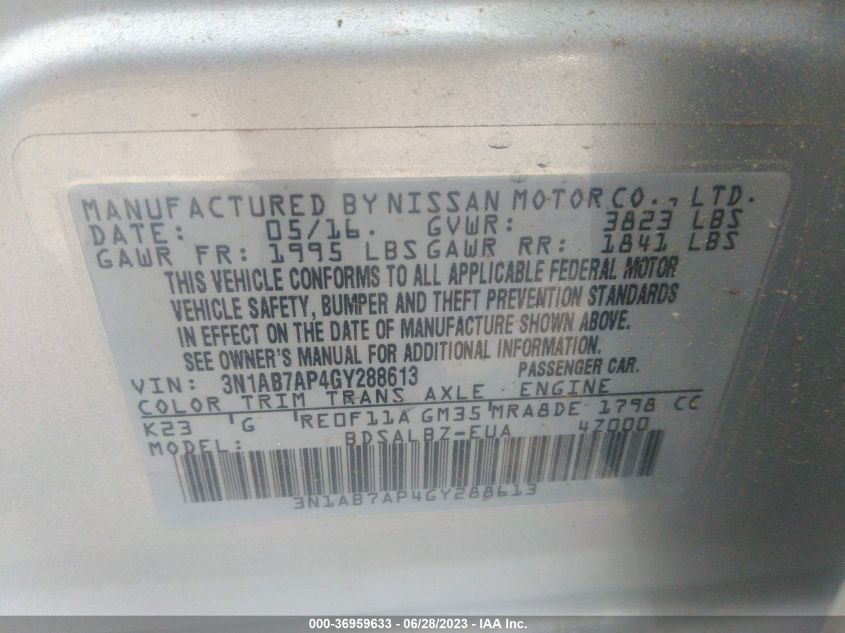 MANUFACTURED BY NISSAN MOTOR CO., LTD.
DATE: 05/16. GVWR: 3823 LBS
GAWR FR: 1995 LBS GAWR RR: 1841 LBS
THIS VEHICLE CONFORMS TO ALL APPLICABLE FEDERAL MOTOR
VEHICLE SAFETY, BUMPER AND THEFT PREVENTION STANDARDS
IN EFFECT ON THE DATE OF MANUFACTURE SHOWN ABOVE.
SEE OWNER'S MANUAL FOR ADDITIONAL INFORMATION.
VIN: 3N1AB7AP4GY288613 PASSENGER CAR.
COLOR TRIM TRANS AXLE ENGINE
K23 G RE0F11A GM35 MRA8DE 1798 CC
MODEL: BDSALBZ-EUA 47000
3N1AB7AP4GY288613
000-36959633 - 06/28/2023 - IAA Inc.